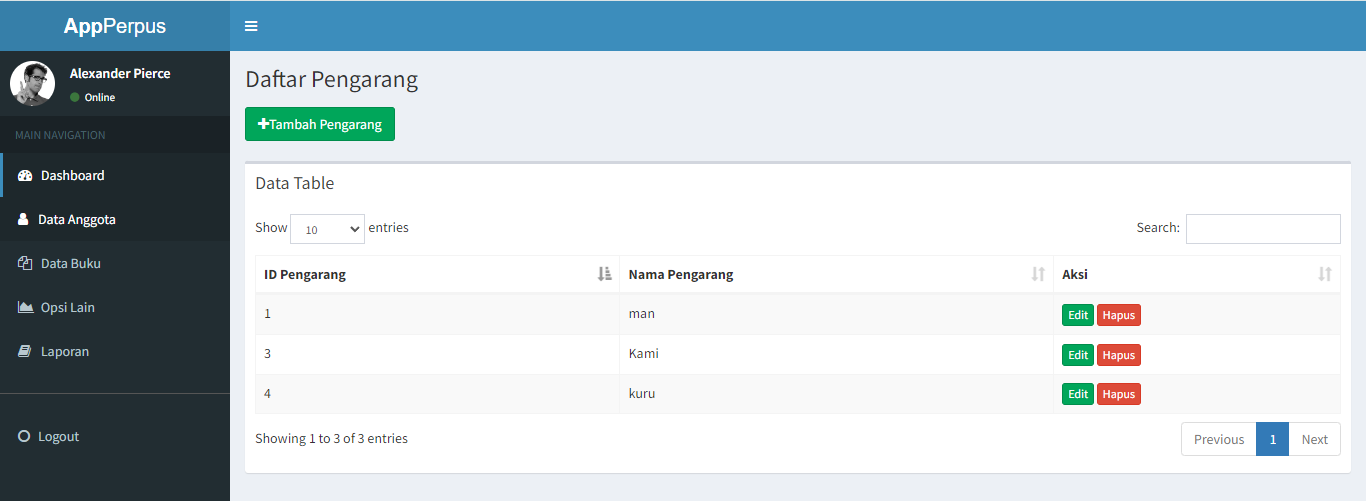 AppPerpus
Alexander Pierce
Online
MAIN NAVIGATION
Dashboard
Data Anggota
Data Buku
Opsi Lain
Laporan
Logout
Daftar Pengarang
+Tambah Pengarang
Data Table
Show 10 entries Search:
ID Pengarang Nama Pengarang Aksi
1 man Edit Hapus
3 Kami Edit Hapus
4 kuru Edit Hapus
Showing 1 to 3 of 3 entries Previous 1 Next